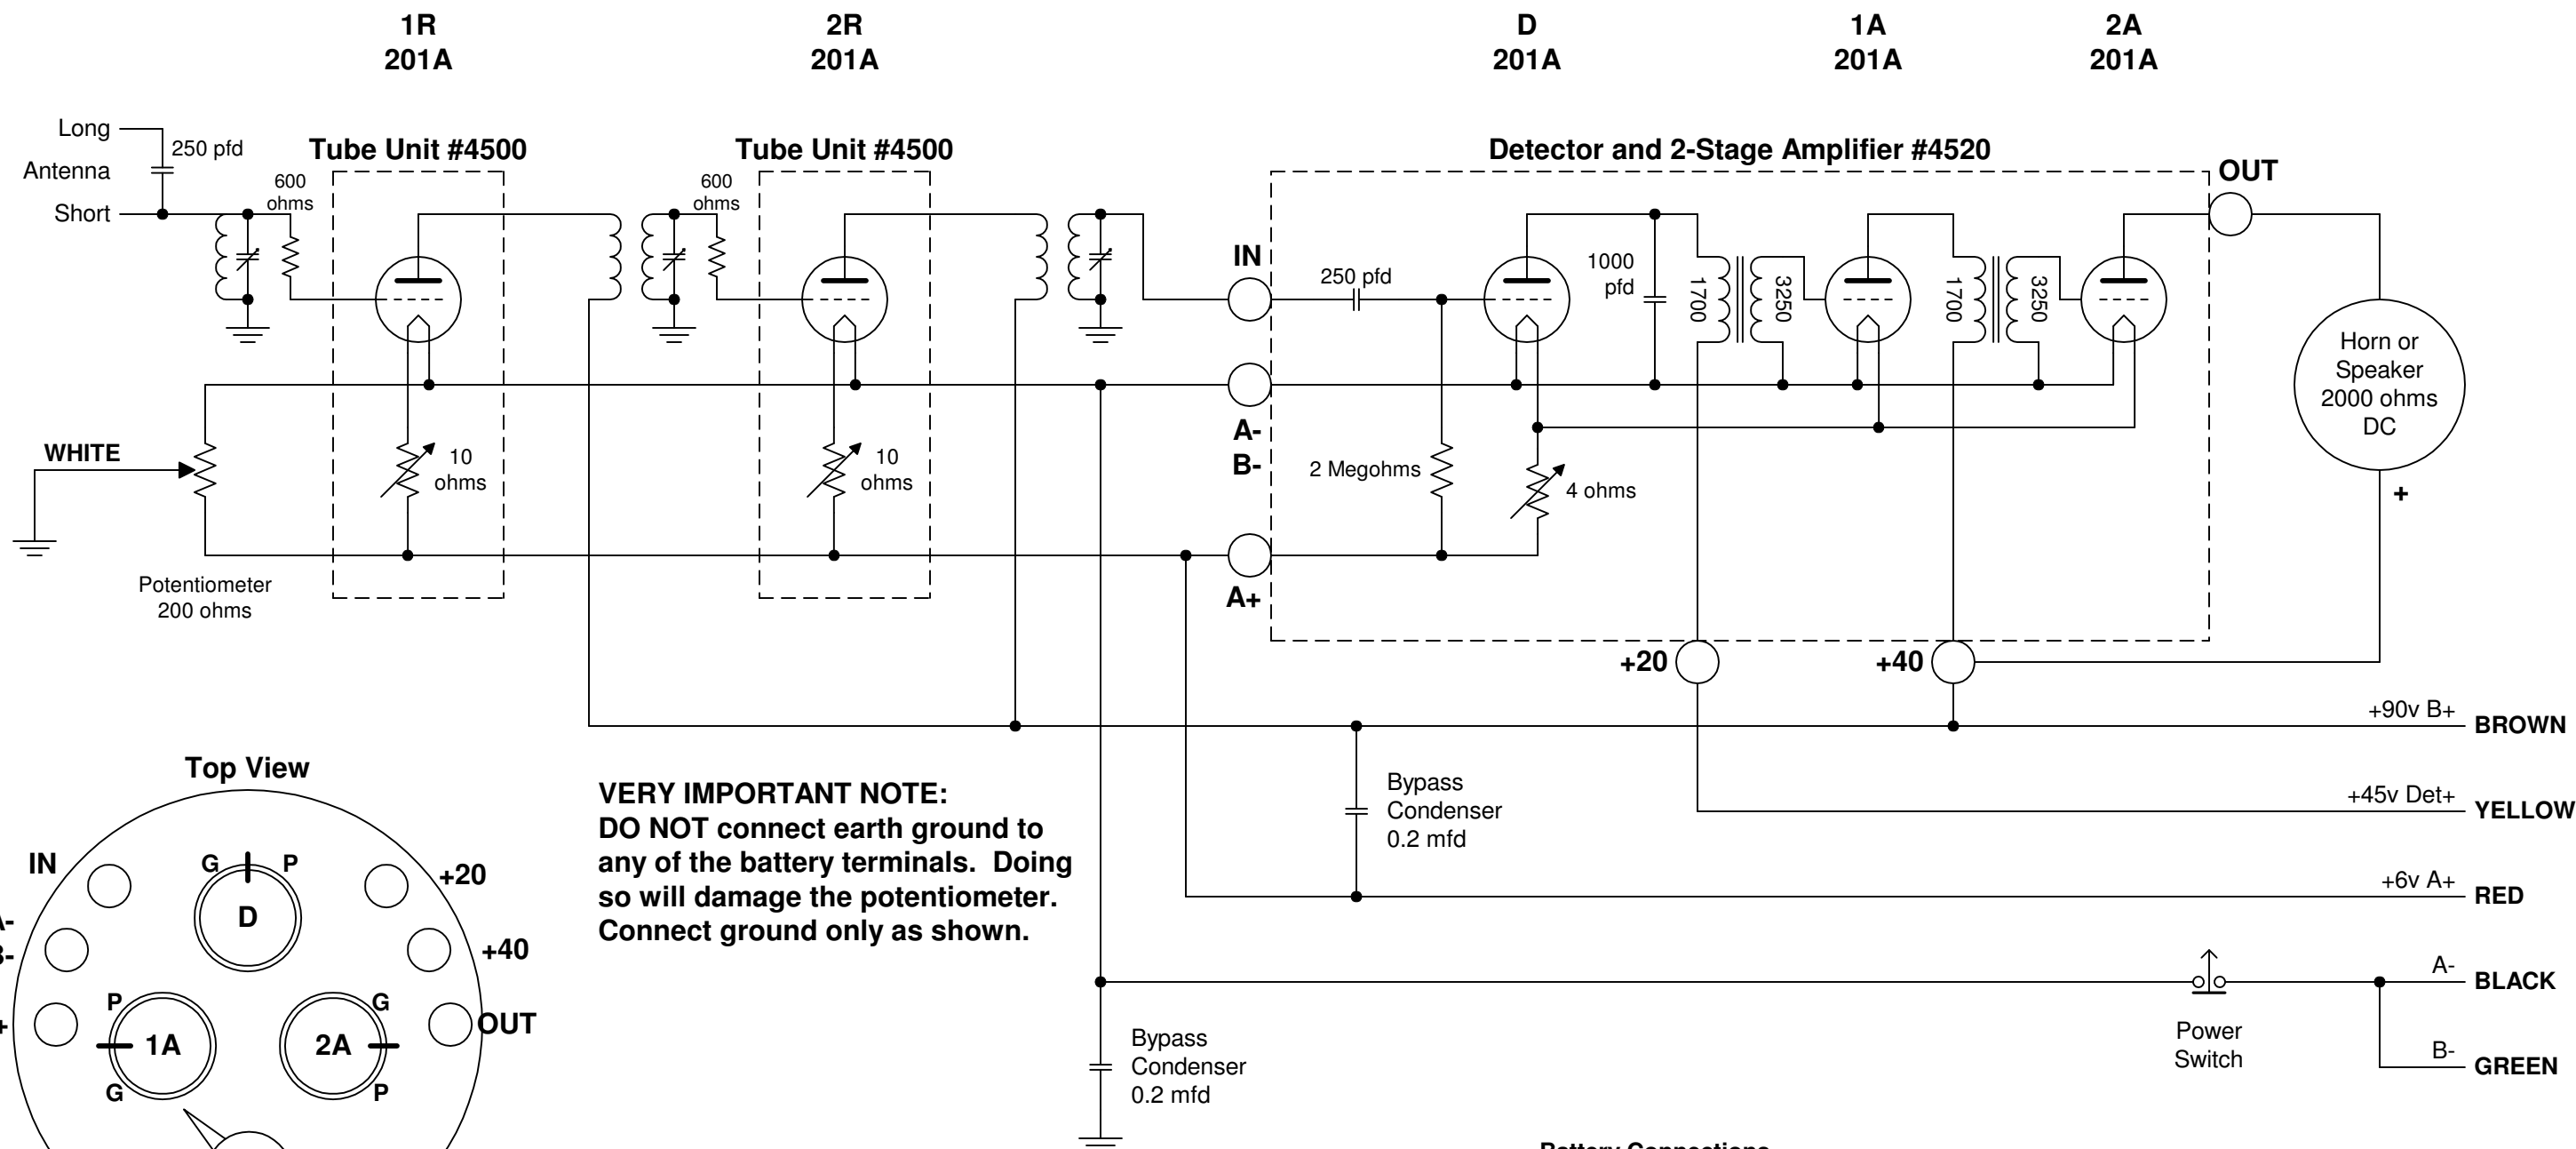 1R
201A
2R
201A
D
201A
1A
201A
2A
201A
Long
Antenna
Short
250 pfd
600
ohms
Tube Unit #4500
600
ohms
Tube Unit #4500
Detector and 2-Stage Amplifier #4520
OUT
IN
250 pfd
1000
pfd
1700
3250
1700
3250
Horn or
Speaker
2000 ohms
DC
+
WHITE
10
ohms
10
ohms
A-
B-
2 Megohms
4 ohms
A+
Potentiometer
200 ohms
+20
+40
+90v B+
BROWN
+45v Det+
YELLOW
+6v A+
RED
A-
BLACK
B-
GREEN
Power
Switch
Bypass
Condenser
0.2 mfd
Bypass
Condenser
0.2 mfd
VERY IMPORTANT NOTE:
DO NOT connect earth ground to
any of the battery terminals. Doing
so will damage the potentiometer.
Connect ground only as shown.
Top View
IN
G
P
D
+20
A-
B-
+40
P
1A
G
G
2A
P
+
OUT
Battery Connections